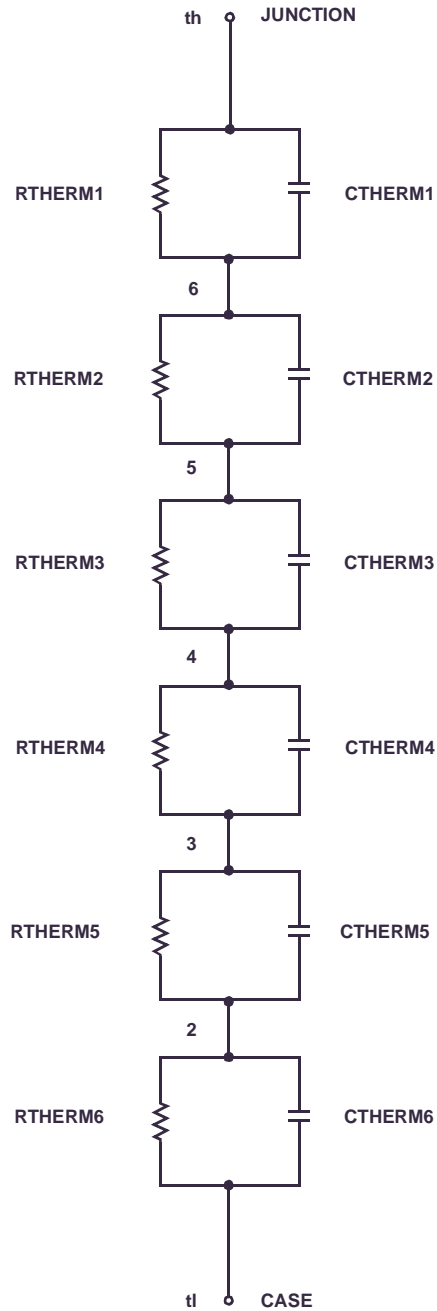 th JUNCTION
RTHERM1 CTHERM1
6
RTHERM2 CTHERM2
5
RTHERM3 CTHERM3
4
RTHERM4 CTHERM4
3
RTHERM5 CTHERM5
2
RTHERM6 CTHERM6
tl CASE